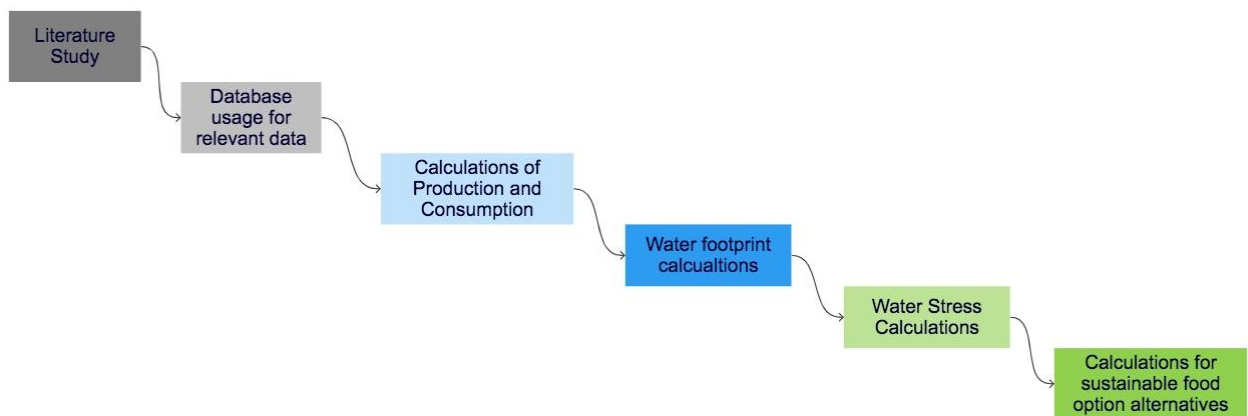 Literature
Study
Database
usage for
relevant data
Calculations of
Production and
Consumption
Water footprint
calcualtions
Water Stress
Calculations
Calculations for
sustainable food
option alternatives